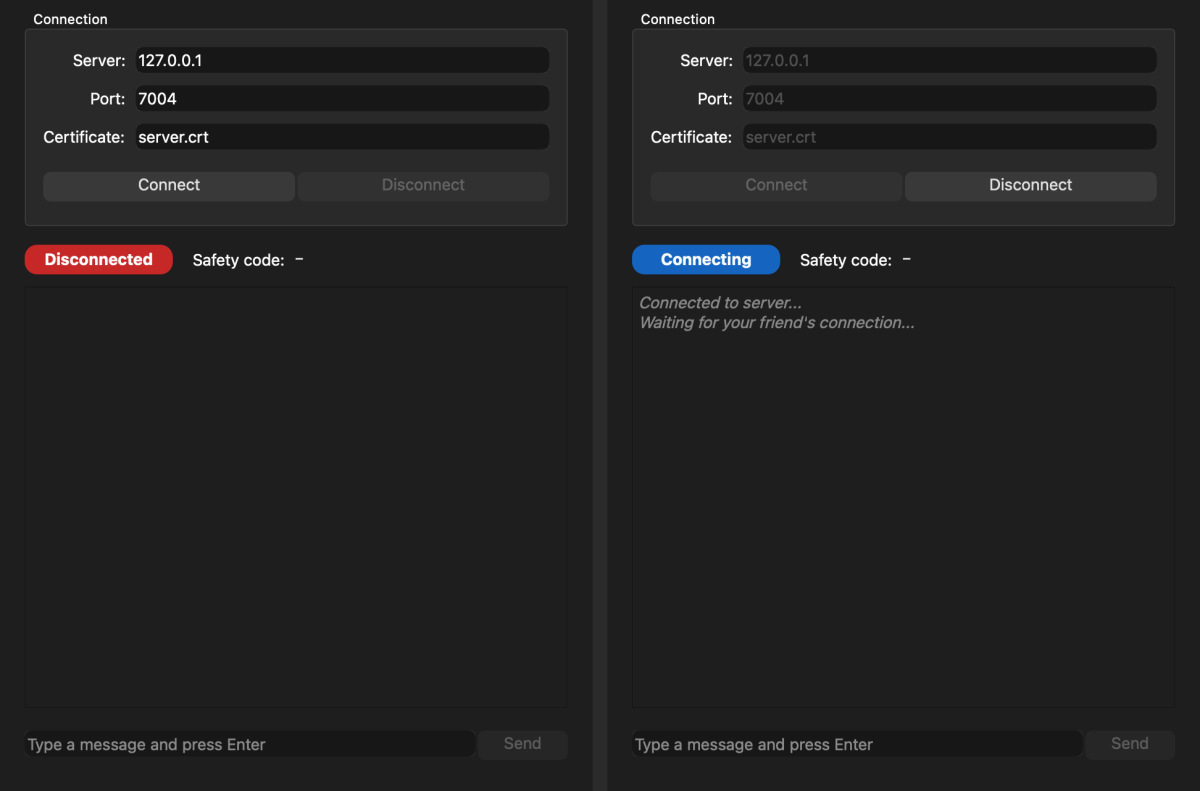 Connection
Server: 127.0.0.1
Port: 7004
Certificate: server.crt
Connect Disconnect
Disconnected Safety code: –
Type a message and press Enter Send
Connection
Server: 127.0.0.1
Port: 7004
Certificate: server.crt
Connect Disconnect
Connecting Safety code: –
Connected to server...
Waiting for your friend's connection...
Type a message and press Enter Send